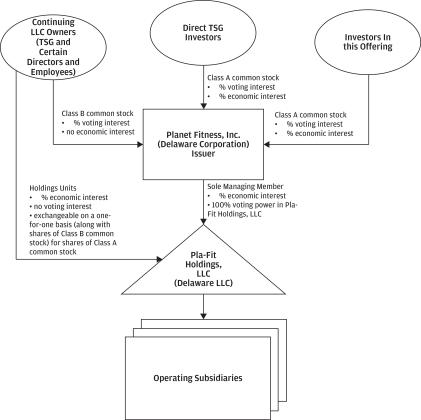 Continuing
LLC Owners
(TSG and
Certain
Directors and
Employees)
Direct TSG
Investors
Investors In
this Offering
Class A common stock
• % voting interest
• % economic interest
Class B common stock
• % voting interest
• no economic interest
Class A common stock
• % voting interest
• % economic interest
Planet Fitness, Inc.
(Delaware Corporation)
Issuer
Holdings Units
• % economic interest
• no voting interest
• exchangeable on a one-
for-one basis (along with
shares of Class B common
stock) for shares of Class A
common stock
Sole Managing Member
• % economic interest
• 100% voting power in Pla-
Fit Holdings, LLC
Pla-Fit
Holdings,
LLC
(Delaware LLC)
Operating Subsidiaries